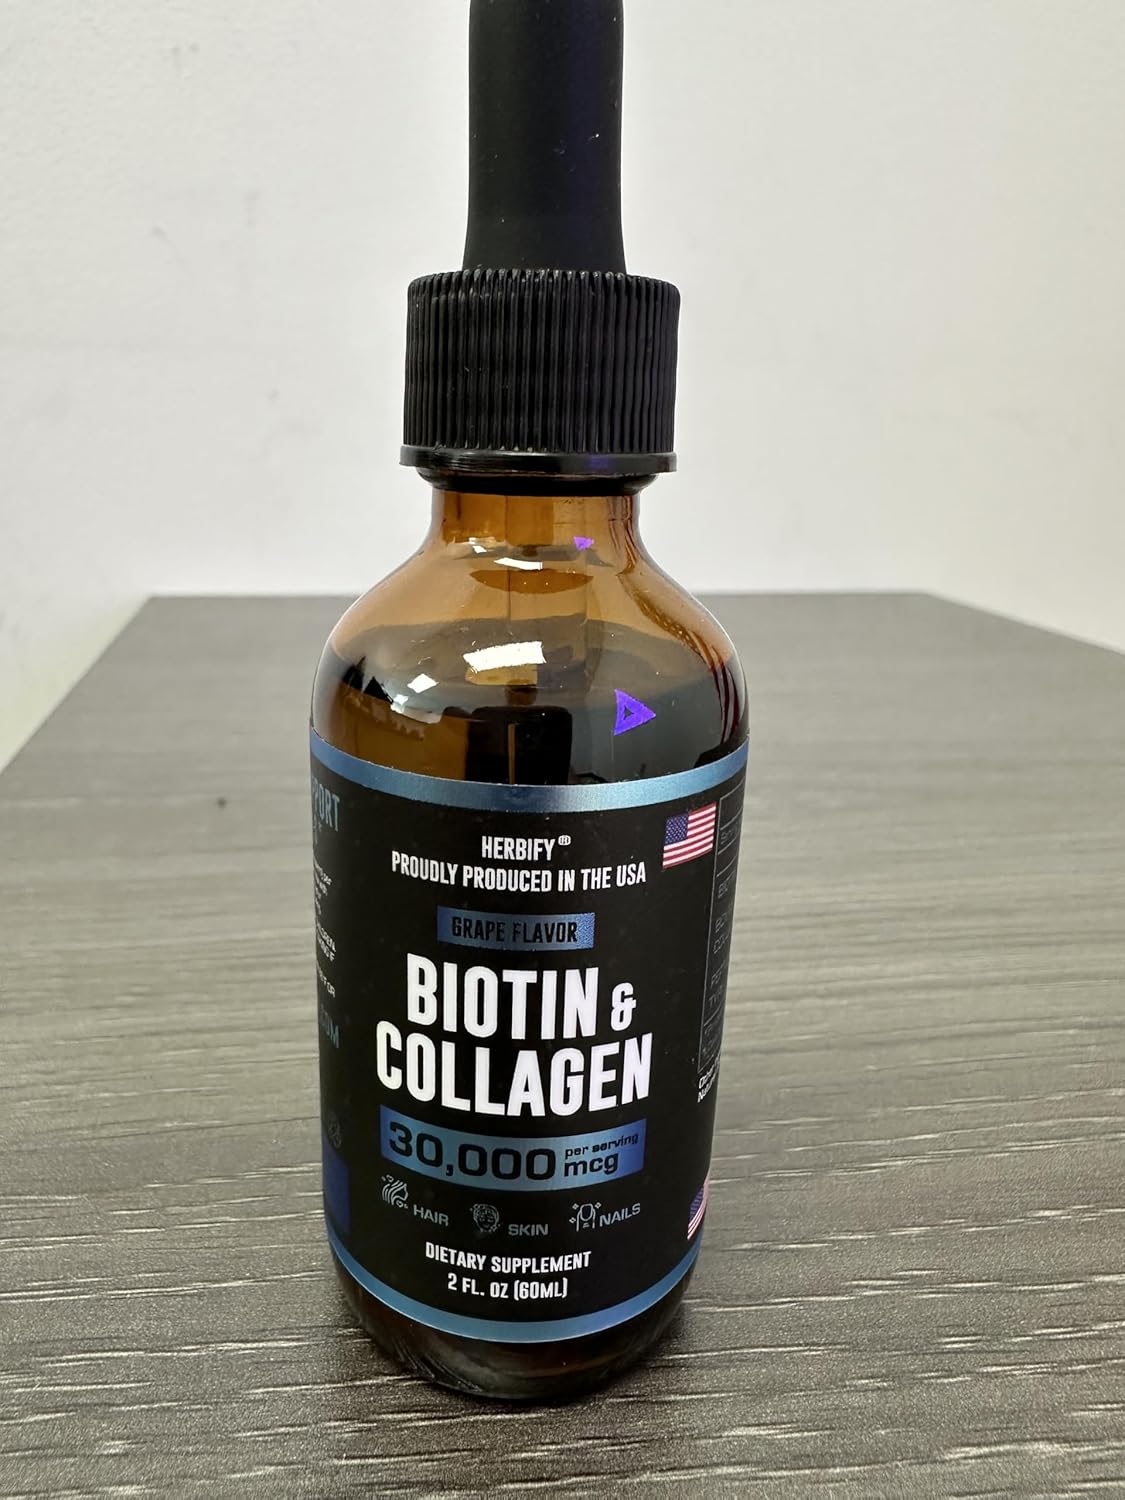 HERBIFY®
PROUDLY PRODUCED IN THE USA
GRAPE FLAVOR
BIOTIN &
COLLAGEN
30,000 per serving
mcg
HAIR SKIN NAILS
DIETARY SUPPLEMENT
2 FL. OZ (60ML)